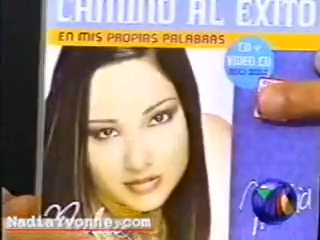 CAMINO AL EXITO
EN MIS PROPIAS PALABRAS
CD Y
VIDEO CD
NadiaYvonne.com